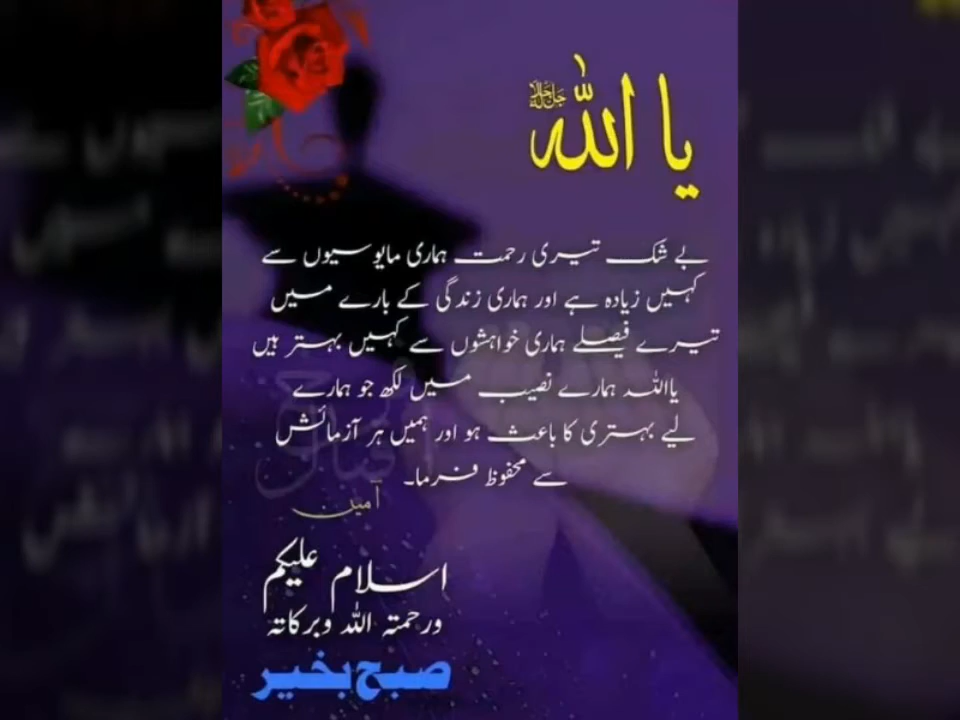 یا اللہ جل جلالہ
بے شک تیری رحمت ہماری مایوسیوں سے
کہیں زیادہ ہے اور ہماری زندگی کے بارے میں
تیرے فیصلے ہماری خواہشوں سے کہیں بہتر ہیں
یااللہ ہمارے نصیب میں لکھ جو ہمارے
لیے بہتری کا باعث ہو اور ہمیں ہر آزمائش
سے محفوظ فرما۔
آمین
اسلام علیکم
ورحمتہ اللہ وبرکاتہ
صبح بخیر